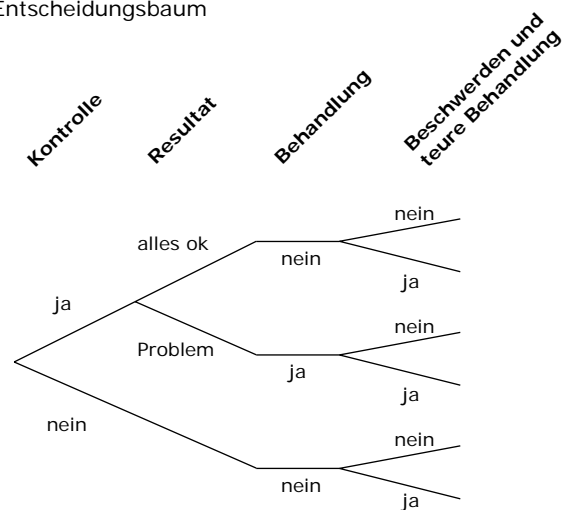 Entscheidungsbaum
Kontrolle
Resultat
Behandlung
Beschwerden und
teure Behandlung
nein
alles ok
nein
ja
ja
nein
Problem
ja
ja
nein
nein
nein
ja